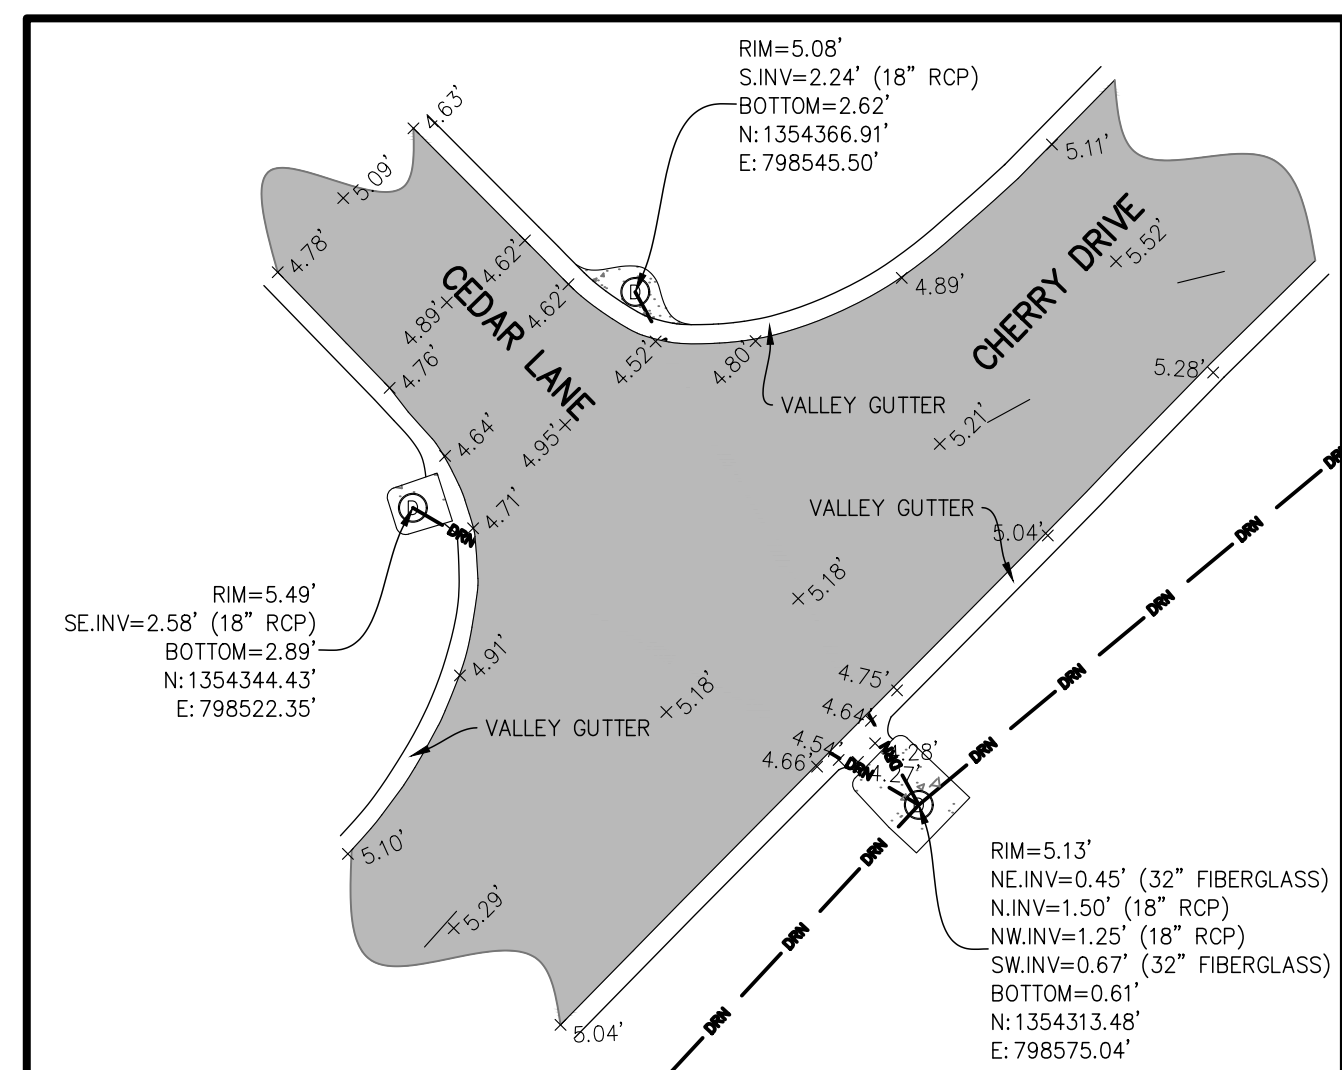 RIM=5.08'
S.INV=2.24' (18" RCP)
BOTTOM=2.62'
N:1354366.91'
E: 798545.50'
4.63'
5.09'
4.78'
5.11'
CHERRY DRIVE
5.52'
4.62'
4.62'
CEDAR LANE
4.89'
4.89'
4.76'
4.52'
4.80'
VALLEY GUTTER
5.28'
4.64'
4.95'
5.21'
D
D
4.71'
DRN
VALLEY GUTTER
5.04'
DRN
DRN
DRN
RIM=5.49'
SE.INV=2.58' (18" RCP)
BOTTOM=2.89'
N:1354344.43'
E: 798522.35'
5.18'
4.91'
5.18'
VALLEY GUTTER
4.75'
4.64'
4.54'
4.66'
4.28'
4.27'
DRN
DRN
DRN
DRN
DRN
DRN
DRN
5.10'
5.29'
5.04'
RIM=5.13'
NE.INV=0.45' (32" FIBERGLASS)
N.INV=1.50' (18" RCP)
NW.INV=1.25' (18" RCP)
SW.INV=0.67' (32" FIBERGLASS)
BOTTOM=0.61'
N:1354313.48'
E: 798575.04'